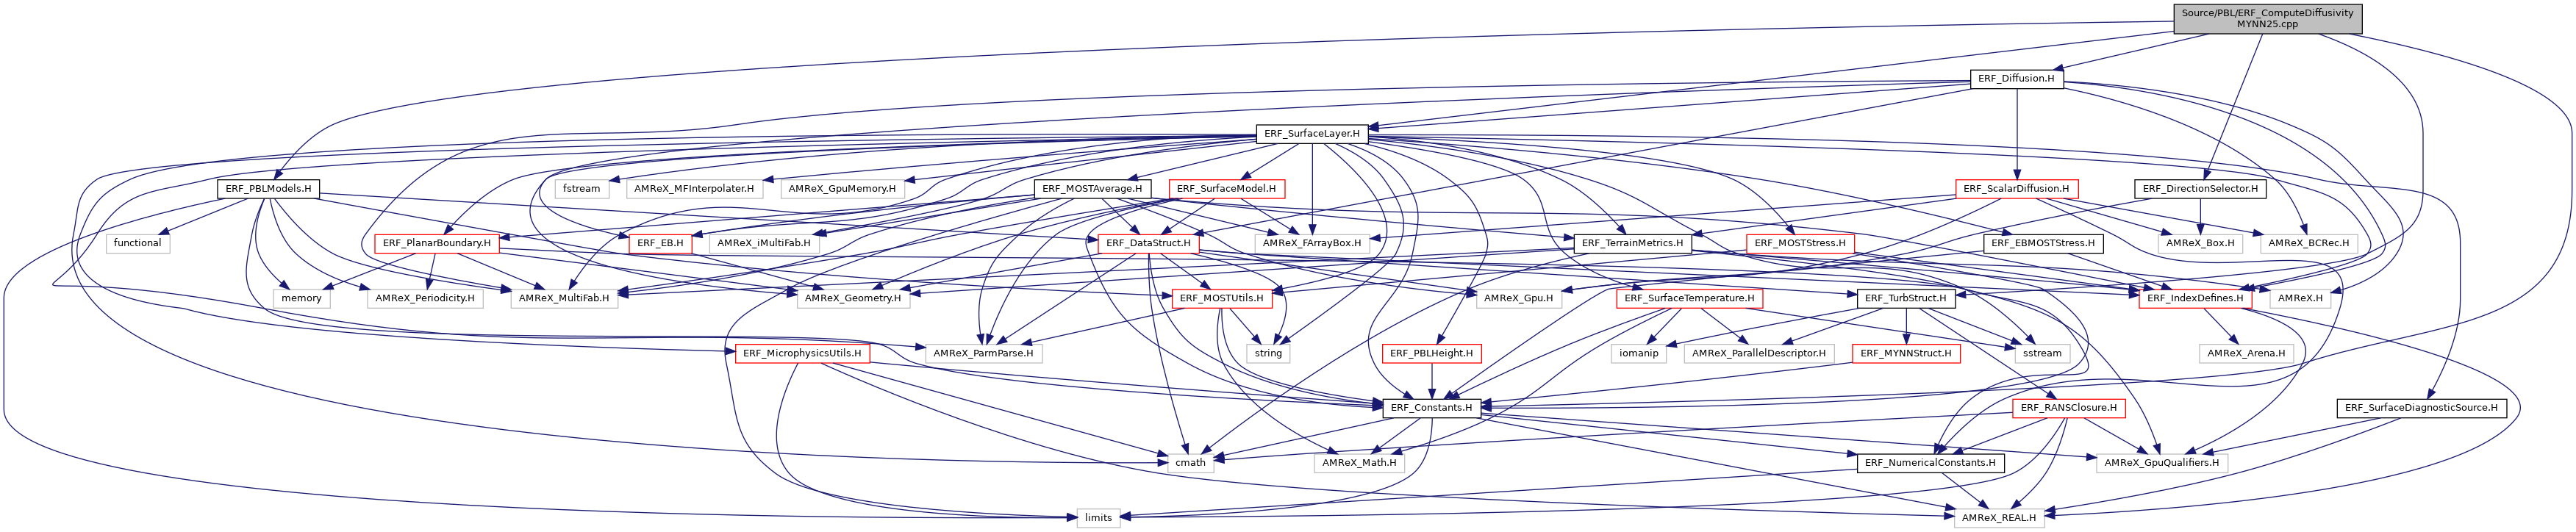 Source/PBL/ERF_ComputeDiffusivity
MYNN25.cpp
ERF_Diffusion.H
ERF_SurfaceLayer.H
ERF_PBLModels.H
fstream
AMReX_MFInterpolater.H
AMReX_GpuMemory.H
ERF_MOSTAverage.H
ERF_SurfaceModel.H
ERF_ScalarDiffusion.H
ERF_DirectionSelector.H
functional
ERF_PlanarBoundary.H
ERF_EB.H
AMReX_iMultiFab.H
ERF_DataStruct.H
AMReX_FArrayBox.H
ERF_MOSTStress.H
ERF_TerrainMetrics.H
ERF_EBMOSTStress.H
AMReX_Box.H
AMReX_BCRec.H
memory
AMReX_Periodicity.H
AMReX_MultiFab.H
AMReX_Geometry.H
ERF_MOSTUtils.H
AMReX_Gpu.H
ERF_SurfaceTemperature.H
ERF_TurbStruct.H
ERF_IndexDefines.H
AMReX.H
ERF_MicrophysicsUtils.H
AMReX_ParmParse.H
string
ERF_PBLHeight.H
iomanip
AMReX_ParallelDescriptor.H
ERF_MYNNStruct.H
sstream
AMReX_Arena.H
ERF_Constants.H
ERF_RANSClosure.H
ERF_SurfaceDiagnosticSource.H
cmath
AMReX_Math.H
ERF_NumericalConstants.H
AMReX_GpuQualifiers.H
limits
AMReX_REAL.H